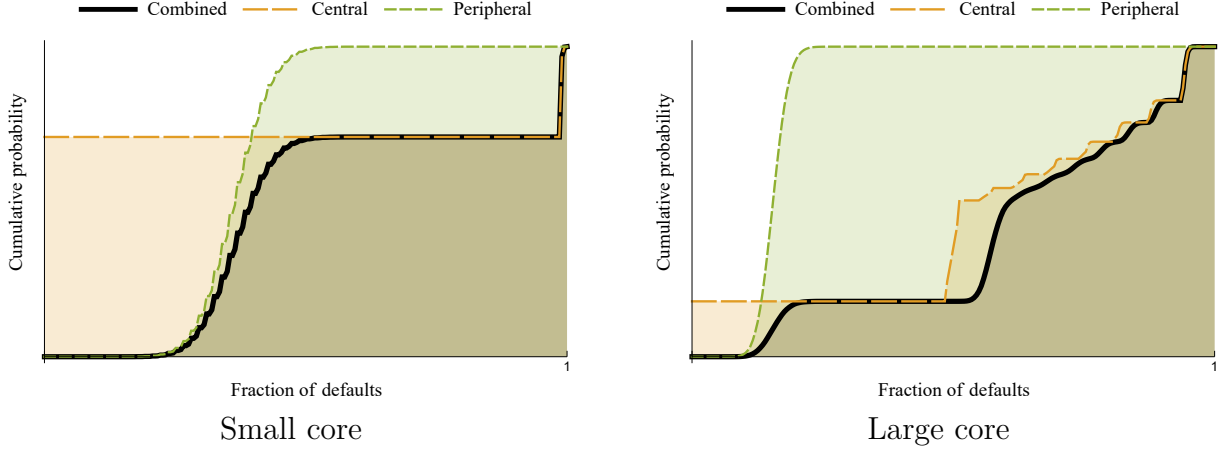 Combined Central Peripheral
Cumulative probability
1
Fraction of defaults
Small core
Combined Central Peripheral
Cumulative probability
1
Fraction of defaults
Large core